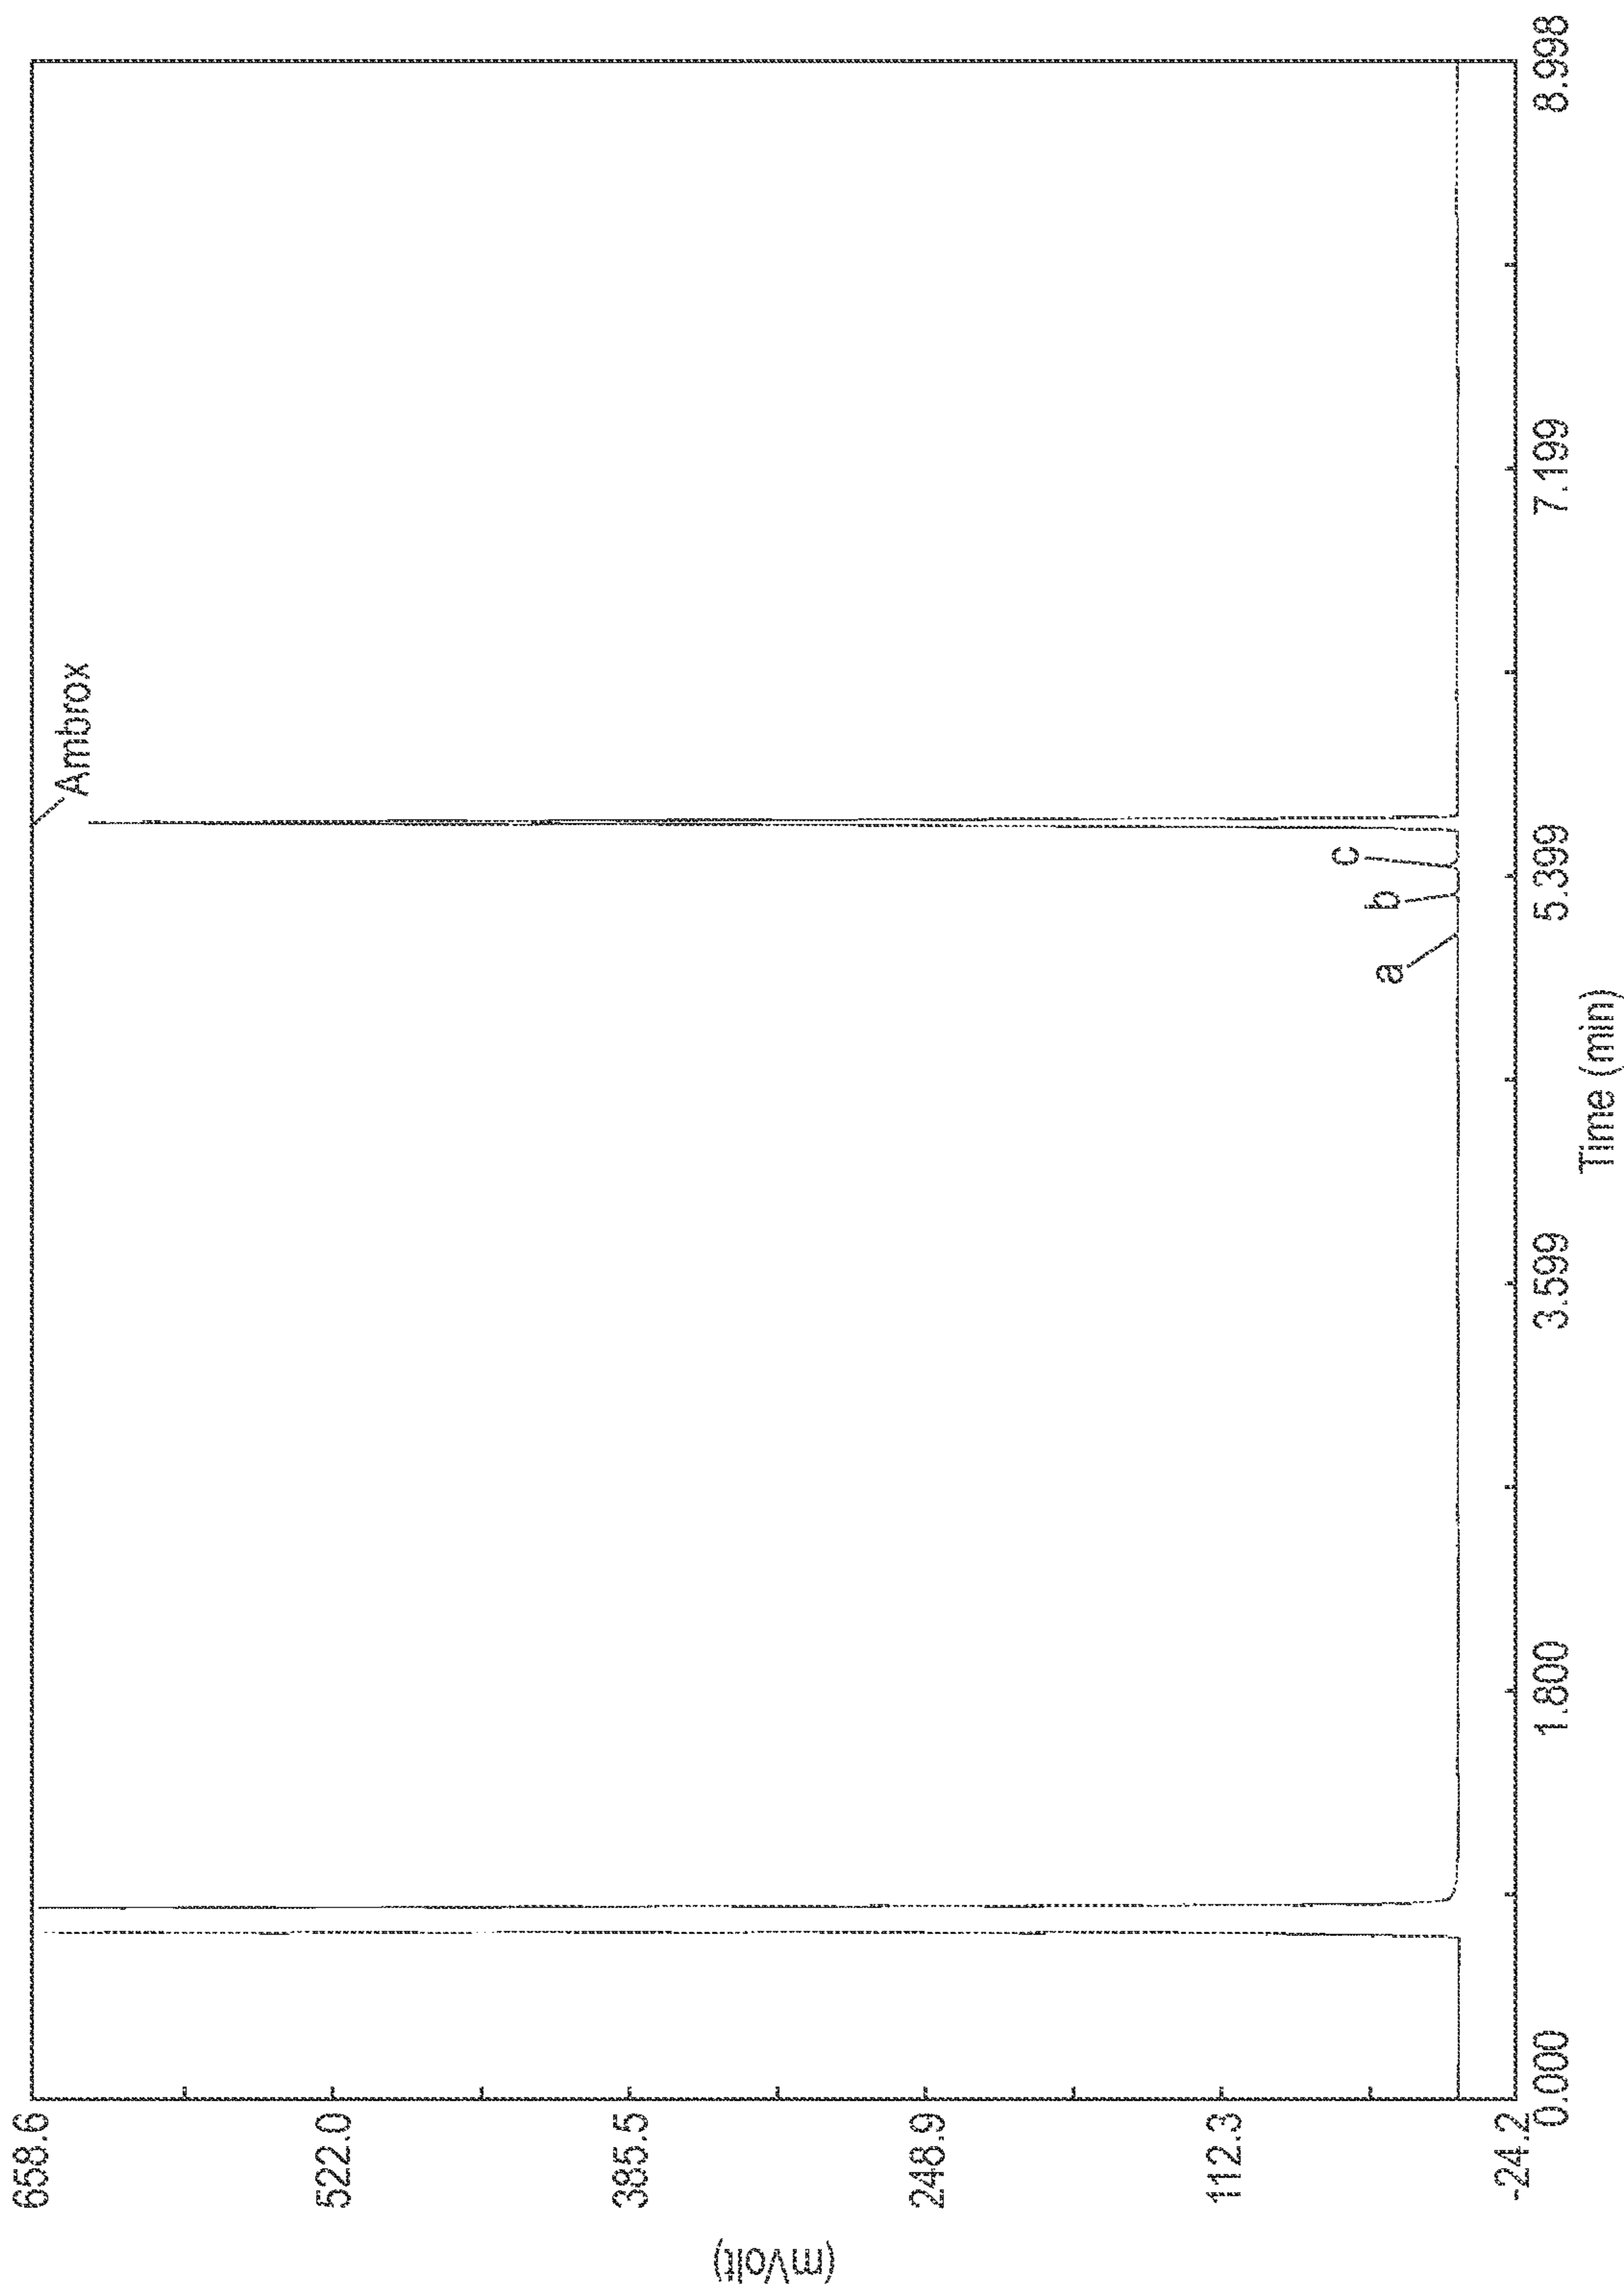 658.6
522.0
385.5
248.9
112.3
-24.2
(mVolt)
Ambrox
a
b
c
0.000
1.800
3.599
5.399
7.199
8.998
Time (min)